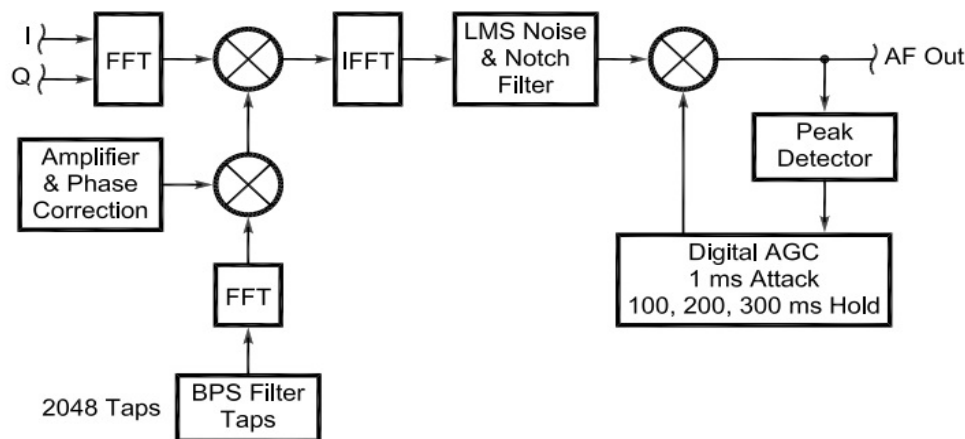 I
Q
FFT
IFFT
LMS Noise
& Notch
Filter
AF Out
Peak
Detector
Amplifier
& Phase
Correction
Digital AGC
1 ms Attack
100, 200, 300 ms Hold
FFT
2048 Taps
BPS Filter
Taps